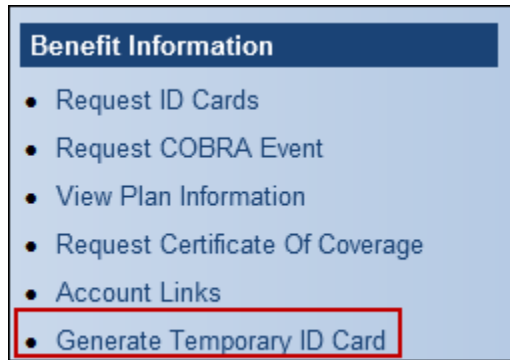 Benefit Information
Request ID Cards
Request COBRA Event
View Plan Information
Request Certificate Of Coverage
Account Links
Generate Temporary ID Card